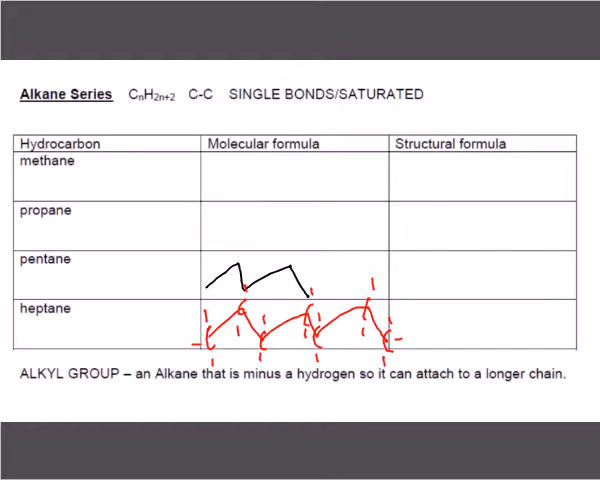 Alkane Series CnH2n+2 C-C SINGLE BONDS/SATURATED
Hydrocarbon Molecular formula Structural formula
methane
propane
pentane
heptane
ALKYL GROUP – an Alkane that is minus a hydrogen so it can attach to a longer chain.